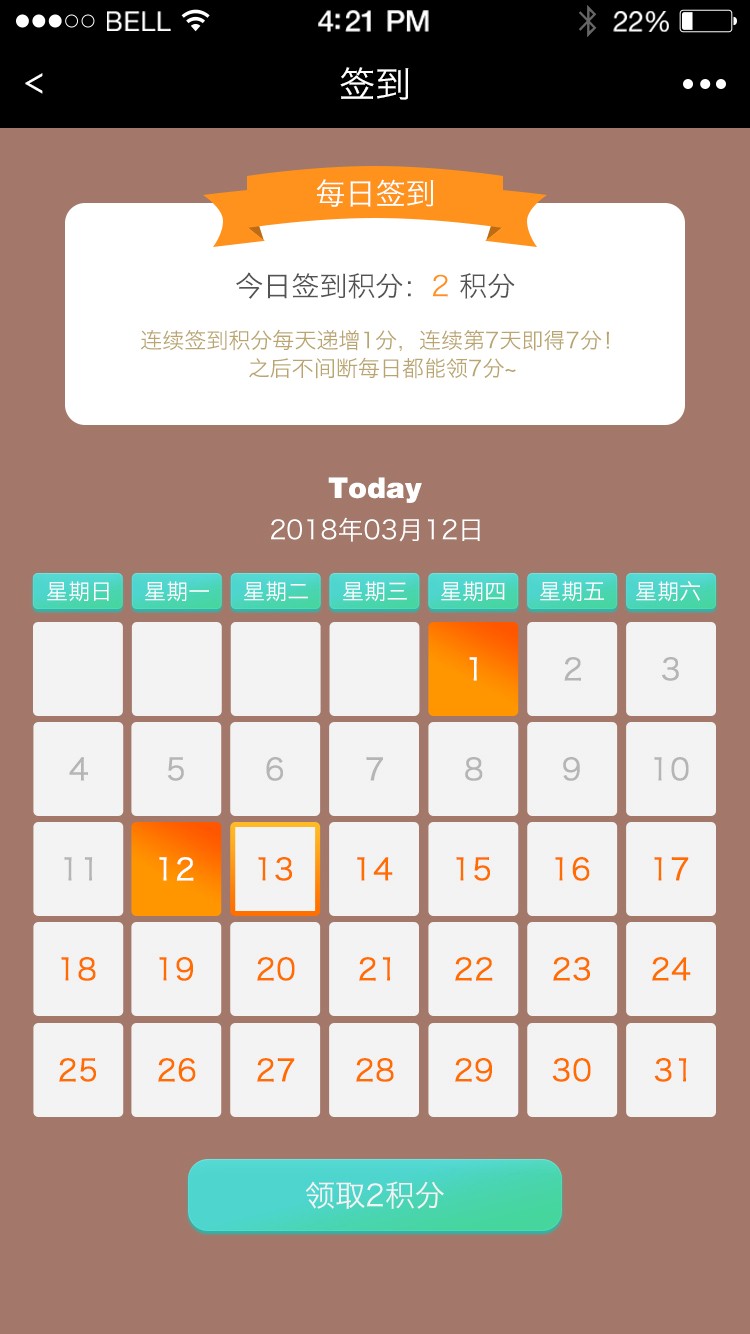 BELL 4:21 PM 22%
< 签到
每日签到
今日签到积分：2 积分
连续签到积分每天递增1分，连续第7天即得7分！
之后不间断每日都能领7分~
Today
2018年03月12日
星期日 星期一 星期二 星期三 星期四 星期五 星期六
1 2 3
4 5 6 7 8 9 10
11 12 13 14 15 16 17
18 19 20 21 22 23 24
25 26 27 28 29 30 31
领取2积分